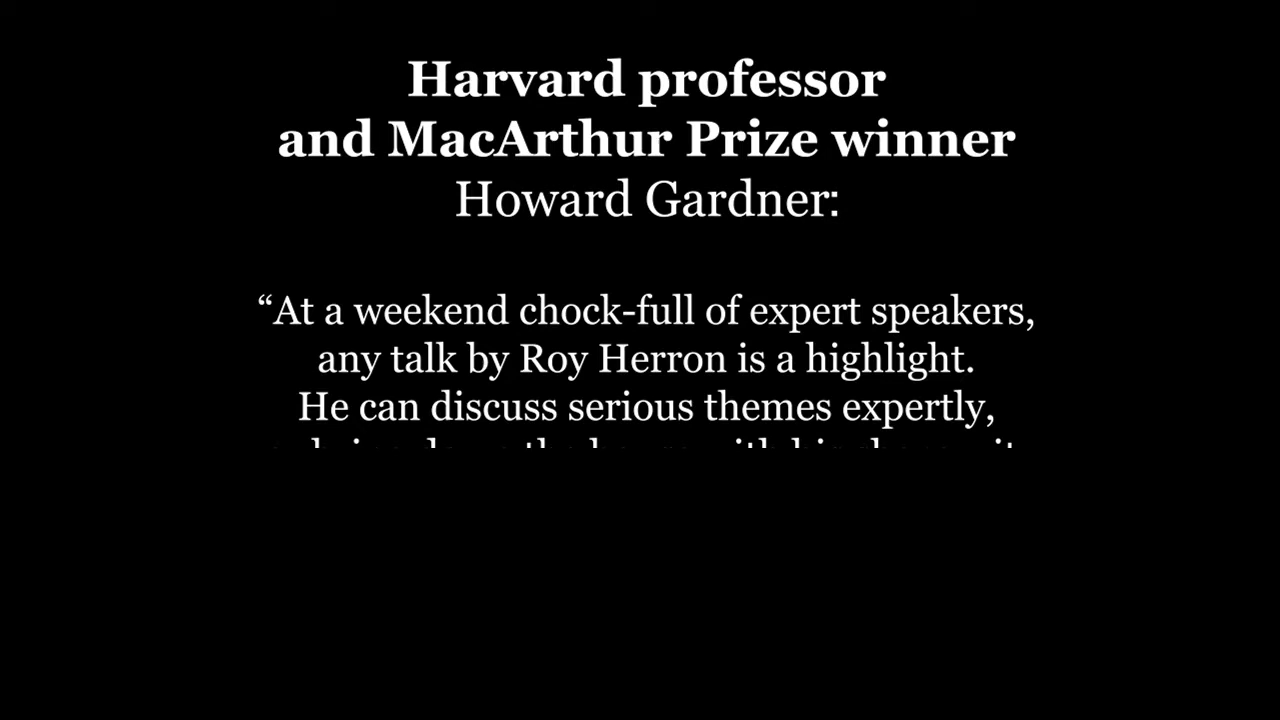 Harvard professor
and MacArthur Prize winner
Howard Gardner:
“At a weekend chock-full of expert speakers,
any talk by Roy Herron is a highlight.
He can discuss serious themes expertly,